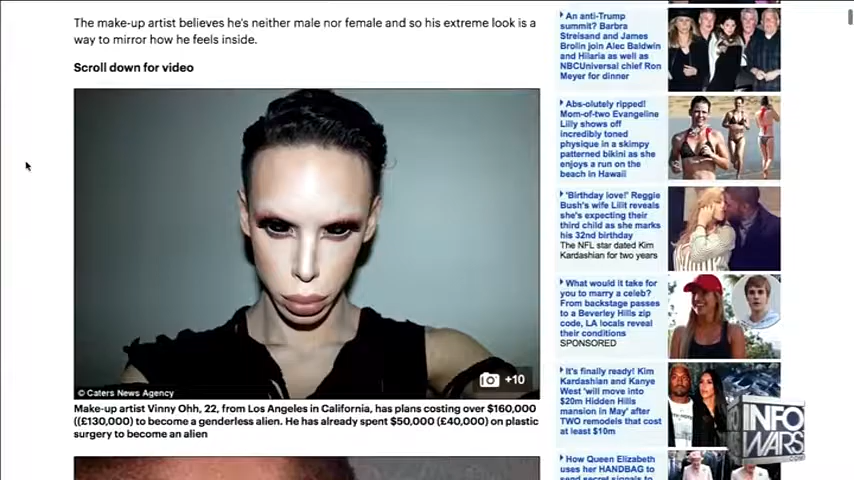 The make-up artist believes he's neither male nor female and so his extreme look is a
way to mirror how he feels inside.
Scroll down for video
+10
© Caters News Agency
Make-up artist Vinny Ohh, 22, from Los Angeles in California, has plans costing over $160,000
((£130,000) to become a genderless alien. He has already spent $50,000 (£40,000) on plastic
surgery to become an alien
An anti-Trump
summit? Barbra
Streisand and James
Brolin join Alec Baldwin
and Hilaria as well as
NBCUniversal chief Ron
Meyer for dinner
Abs-olutely ripped!
Mom-of-two Evangeline
Lilly shows off
incredibly toned
physique in a skimpy
patterned bikini as she
enjoys a run on the
beach in Hawaii
'Birthday love!' Reggie
Bush's wife Lilit reveals
she's expecting their
third child as she marks
his 32nd birthday
The NFL star dated Kim
Kardashian for two years
What would it take for
you to marry a celeb?
From backstage passes
to a Beverley Hills zip
code, LA locals reveal
their conditions
SPONSORED
It's finally ready! Kim
Kardashian and Kanye
West 'will move into
$20m Hidden Hills
mansion in May' after
TWO remodels that cost
at least $10m
How Queen Elizabeth
uses her HANDBAG to
send secret signals to
INFO
WARS
.com